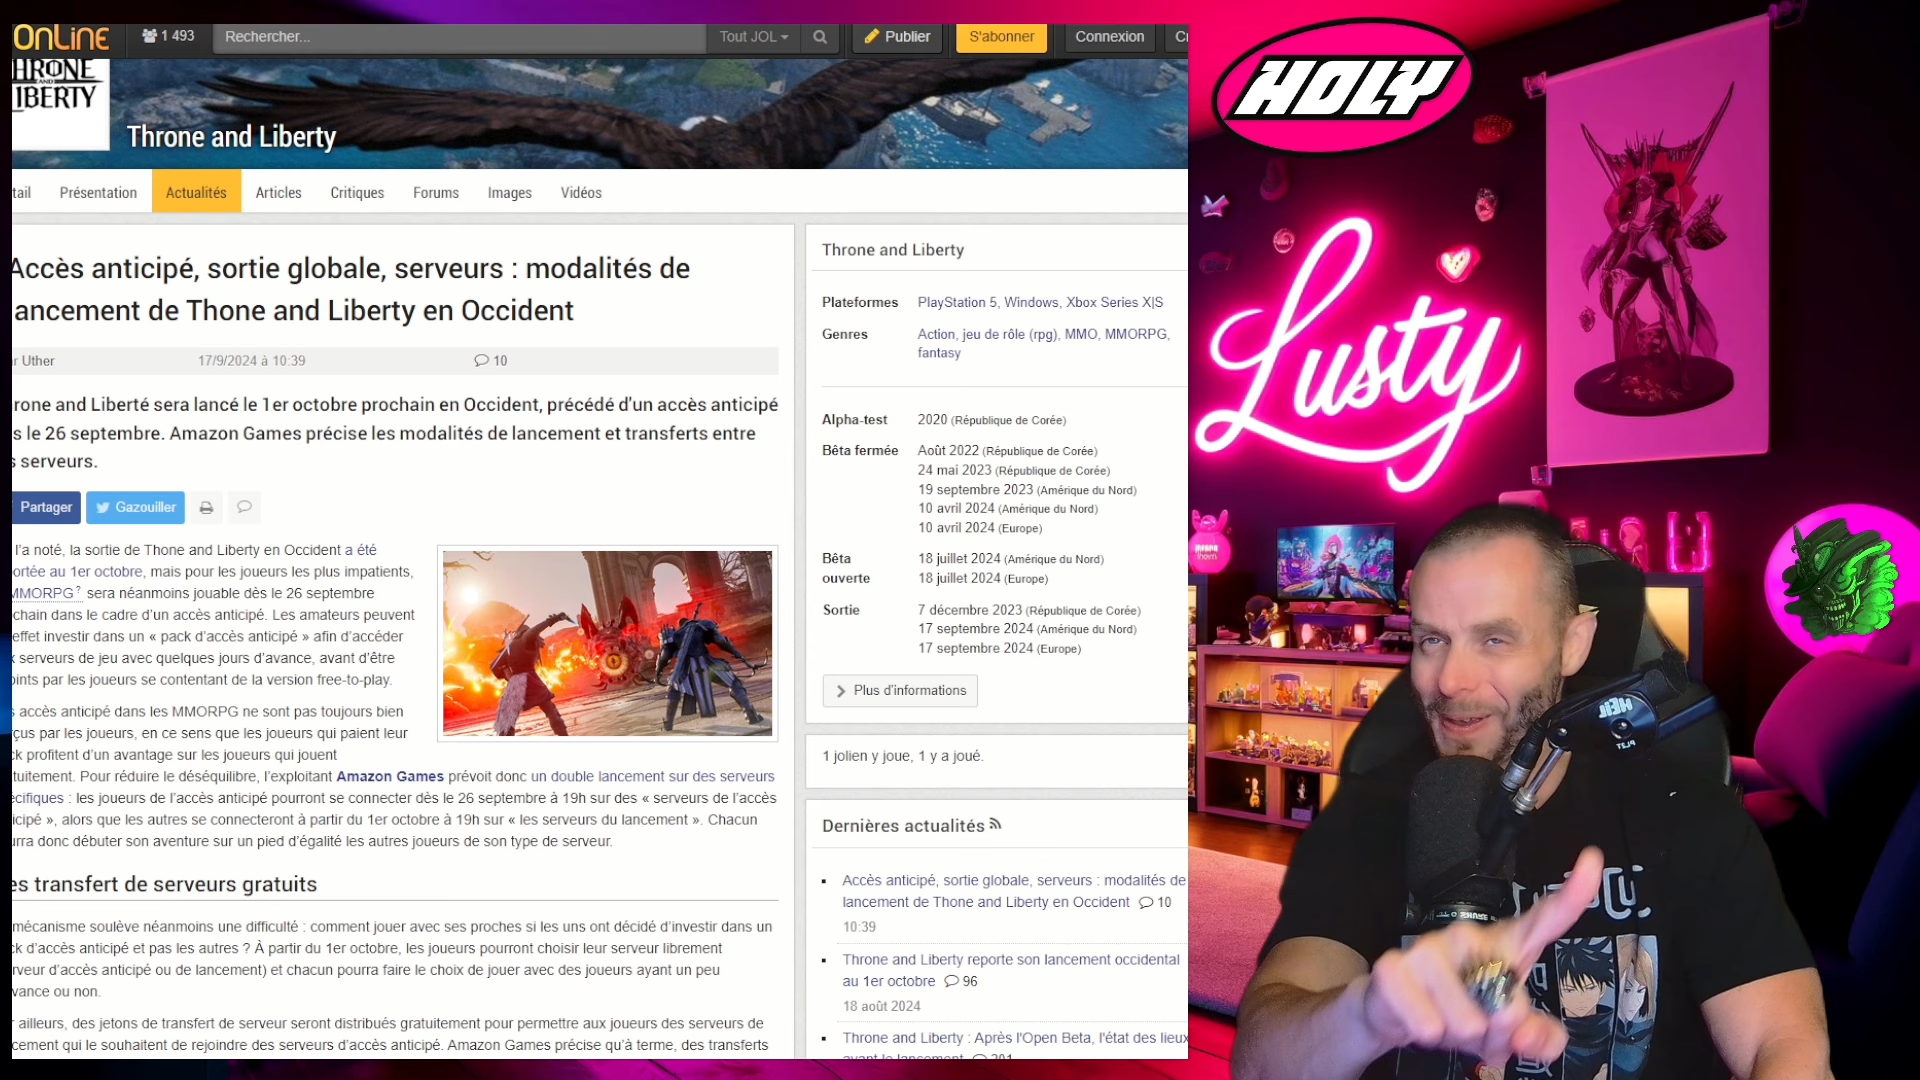 OnLine
1 493
Rechercher...
Tout JOL
Publier
S'abonner
Connexion
THRONE
AND
LIBERTY
Throne and Liberty
Présentation
Actualités
Articles
Critiques
Forums
Images
Vidéos
Accès anticipé, sortie globale, serveurs : modalités de
ancement de Thone and Liberty en Occident
Uther
17/9/2024 à 10:39
10
rone and Liberté sera lancé le 1er octobre prochain en Occident, précédé d'un accès anticipé
s le 26 septembre. Amazon Games précise les modalités de lancement et transferts entre
s serveurs.
Partager
Gazouiller
l'a noté, la sortie de Thone and Liberty en Occident a été
ortée au 1er octobre, mais pour les joueurs les plus impatients,
MMORPG ? sera néanmoins jouable dès le 26 septembre
chain dans le cadre d'un accès anticipé. Les amateurs peuvent
effet investir dans un « pack d'accès anticipé » afin d'accéder
x serveurs de jeu avec quelques jours d'avance, avant d'être
oints par les joueurs se contentant de la version free-to-play.
s accès anticipé dans les MMORPG ne sont pas toujours bien
çus par les joueurs, en ce sens que les joueurs qui paient leur
ck profitent d'un avantage sur les joueurs qui jouent
tuitement. Pour réduire le déséquilibre, l'exploitant Amazon Games prévoit donc un double lancement sur des serveurs
écifiques : les joueurs de l'accès anticipé pourront se connecter dès le 26 septembre à 19h sur des « serveurs de l'accès
icipé », alors que les autres se connecteront à partir du 1er octobre à 19h sur « les serveurs du lancement ». Chacun
urra donc débuter son aventure sur un pied d'égalité les autres joueurs de son type de serveur.
es transfert de serveurs gratuits
mécanisme soulève néanmoins une difficulté : comment jouer avec ses proches si les uns ont décidé d'investir dans un
ck d'accès anticipé et pas les autres ? À partir du 1er octobre, les joueurs pourront choisir leur serveur librement
rveur d'accès anticipé ou de lancement) et chacun pourra faire le choix de jouer avec des joueurs ayant un peu
vance ou non.
ailleurs, des jetons de transfert de serveur seront distribués gratuitement pour permettre aux joueurs des serveurs de
cement qui le souhaitent de rejoindre des serveurs d'accès anticipé. Amazon Games précise qu'à terme, des transferts
Throne and Liberty
Plateformes PlayStation 5, Windows, Xbox Series X|S
Genres Action, jeu de rôle (rpg), MMO, MMORPG,
fantasy
Alpha-test 2020 (République de Corée)
Bêta fermée Août 2022 (République de Corée)
24 mai 2023 (République de Corée)
19 septembre 2023 (Amérique du Nord)
10 avril 2024 (Amérique du Nord)
10 avril 2024 (Europe)
Bêta 18 juillet 2024 (Amérique du Nord)
ouverte 18 juillet 2024 (Europe)
Sortie 7 décembre 2023 (République de Corée)
17 septembre 2024 (Amérique du Nord)
17 septembre 2024 (Europe)
Plus d'informations
1 jolien y joue, 1 y a joué.
Dernières actualités
Accès anticipé, sortie globale, serveurs : modalités de
lancement de Throne and Liberty en Occident 10
10:39
Throne and Liberty reporte son lancement occidental
au 1er octobre 96
18 août 2024
Throne and Liberty : Après l'Open Beta, l'état des lieux
avant le lancement 201
HOLY
Lusty